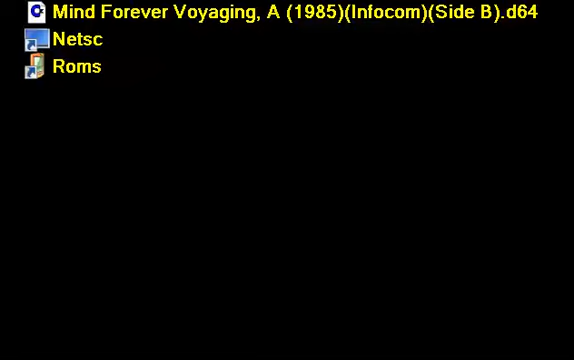 Mind Forever Voyaging, A (1985)(Infocom)(Side B).d64
Netsc
Roms